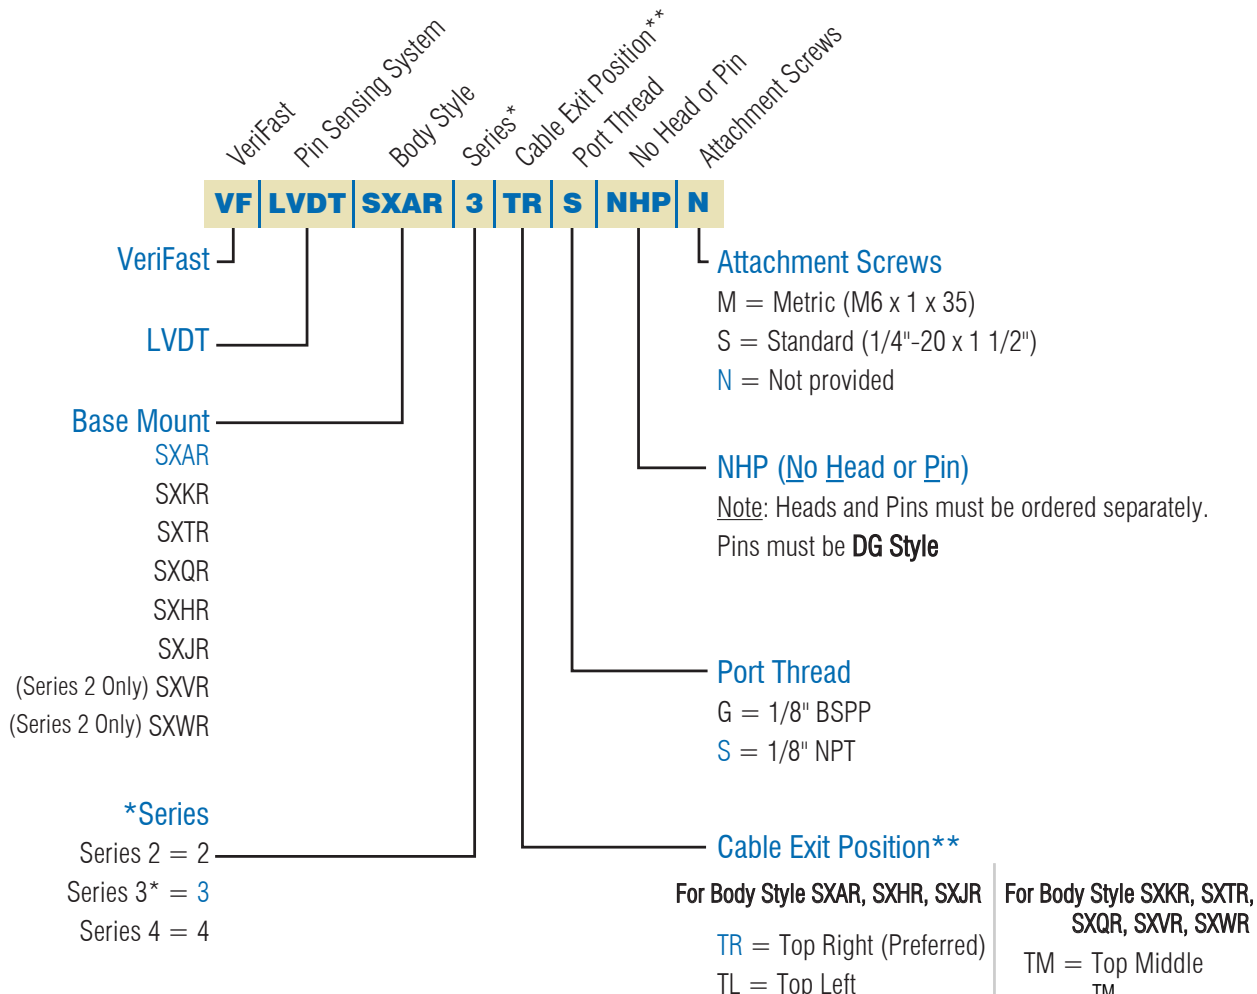 VeriFast
Pin Sensing System
Body Style
Series*
Cable Exit Position**
Port Thread
No Head or Pin
Attachment Screws
VF LVDT SXAR 3 TR S NHP N
VeriFast
LVDT
Base Mount
SXAR
SXKR
SXTR
SXQR
SXHR
SXJR
(Series 2 Only) SXVR
(Series 2 Only) SXWR
*Series
Series 2 = 2
Series 3* = 3
Series 4 = 4
Attachment Screws
M = Metric (M6 x 1 x 35)
S = Standard (1/4"-20 x 1 1/2")
N = Not provided
NHP (No Head or Pin)
Note: Heads and Pins must be ordered separately.
Pins must be DG Style
Port Thread
G = 1/8" BSPP
S = 1/8" NPT
Cable Exit Position**
For Body Style SXAR, SXHR, SXJR
TR = Top Right (Preferred)
TL = Top Left
For Body Style SXKR, SXTR,
SXQR, SXVR, SXWR
TM = Top Middle
TM